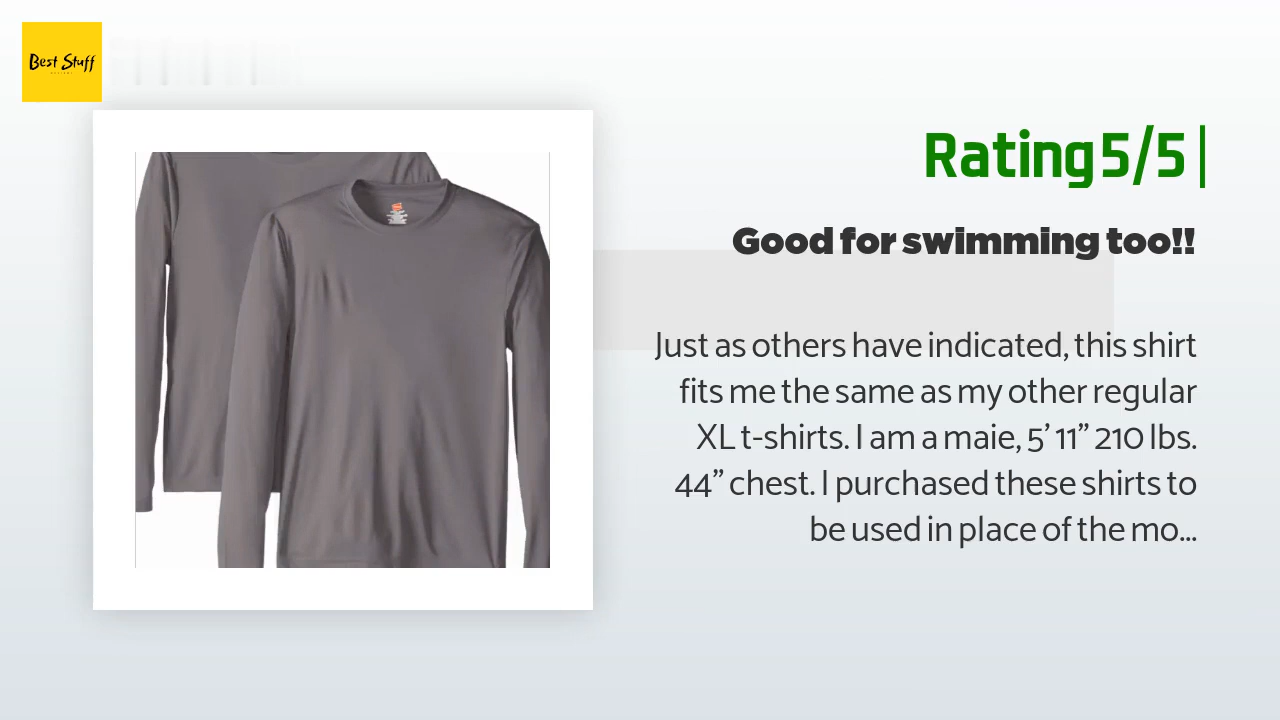 Best Stuff
Rating 5/5 |
Good for swimming too!!
Just as others have indicated, this shirt
fits me the same as my other regular
XL t-shirts. I am a maie, 5’ 11” 210 lbs.
44” chest. I purchased these shirts to
be used in place of the mo...